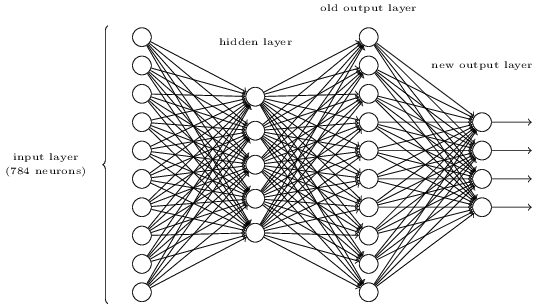 old output layer
hidden layer
new output layer
input layer
(784 neurons)